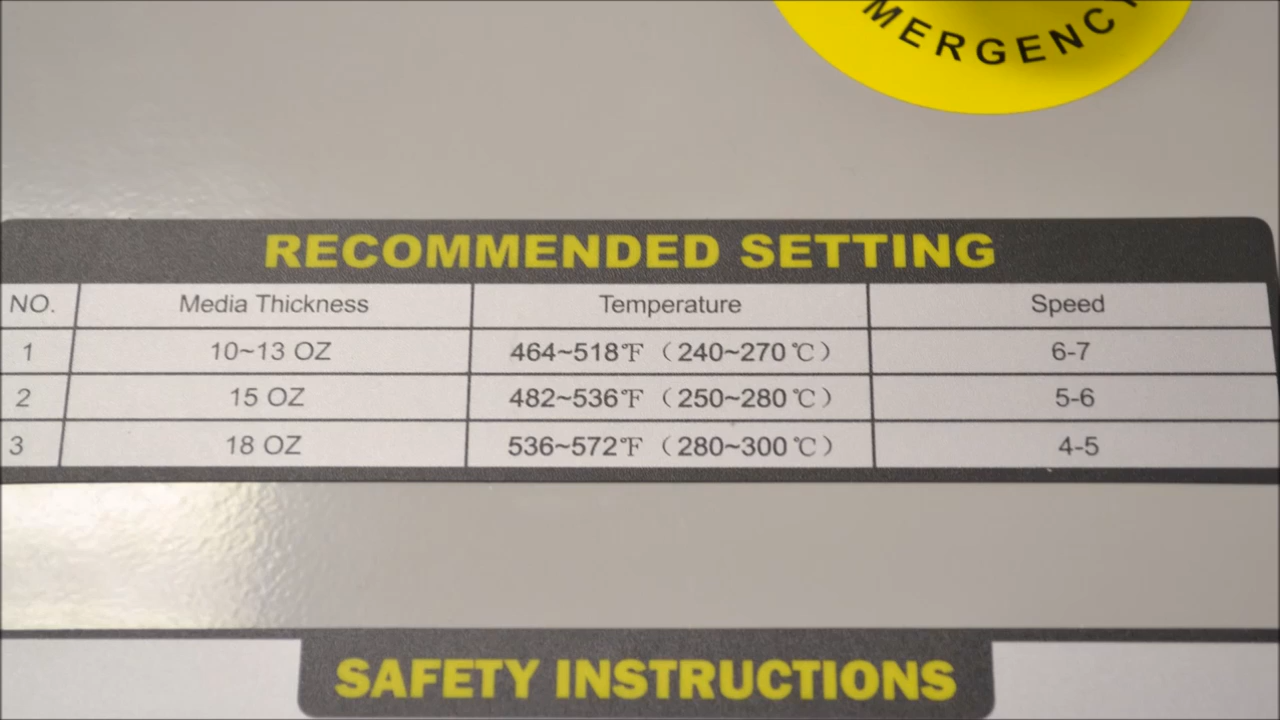 MERGENCY
RECOMMENDED SETTING
NO. Media Thickness Temperature Speed
1 10~13 OZ 464~518℉（240~270℃） 6-7
2 15 OZ 482~536℉（250~280℃） 5-6
3 18 OZ 536~572℉（280~300℃） 4-5
SAFETY INSTRUCTIONS